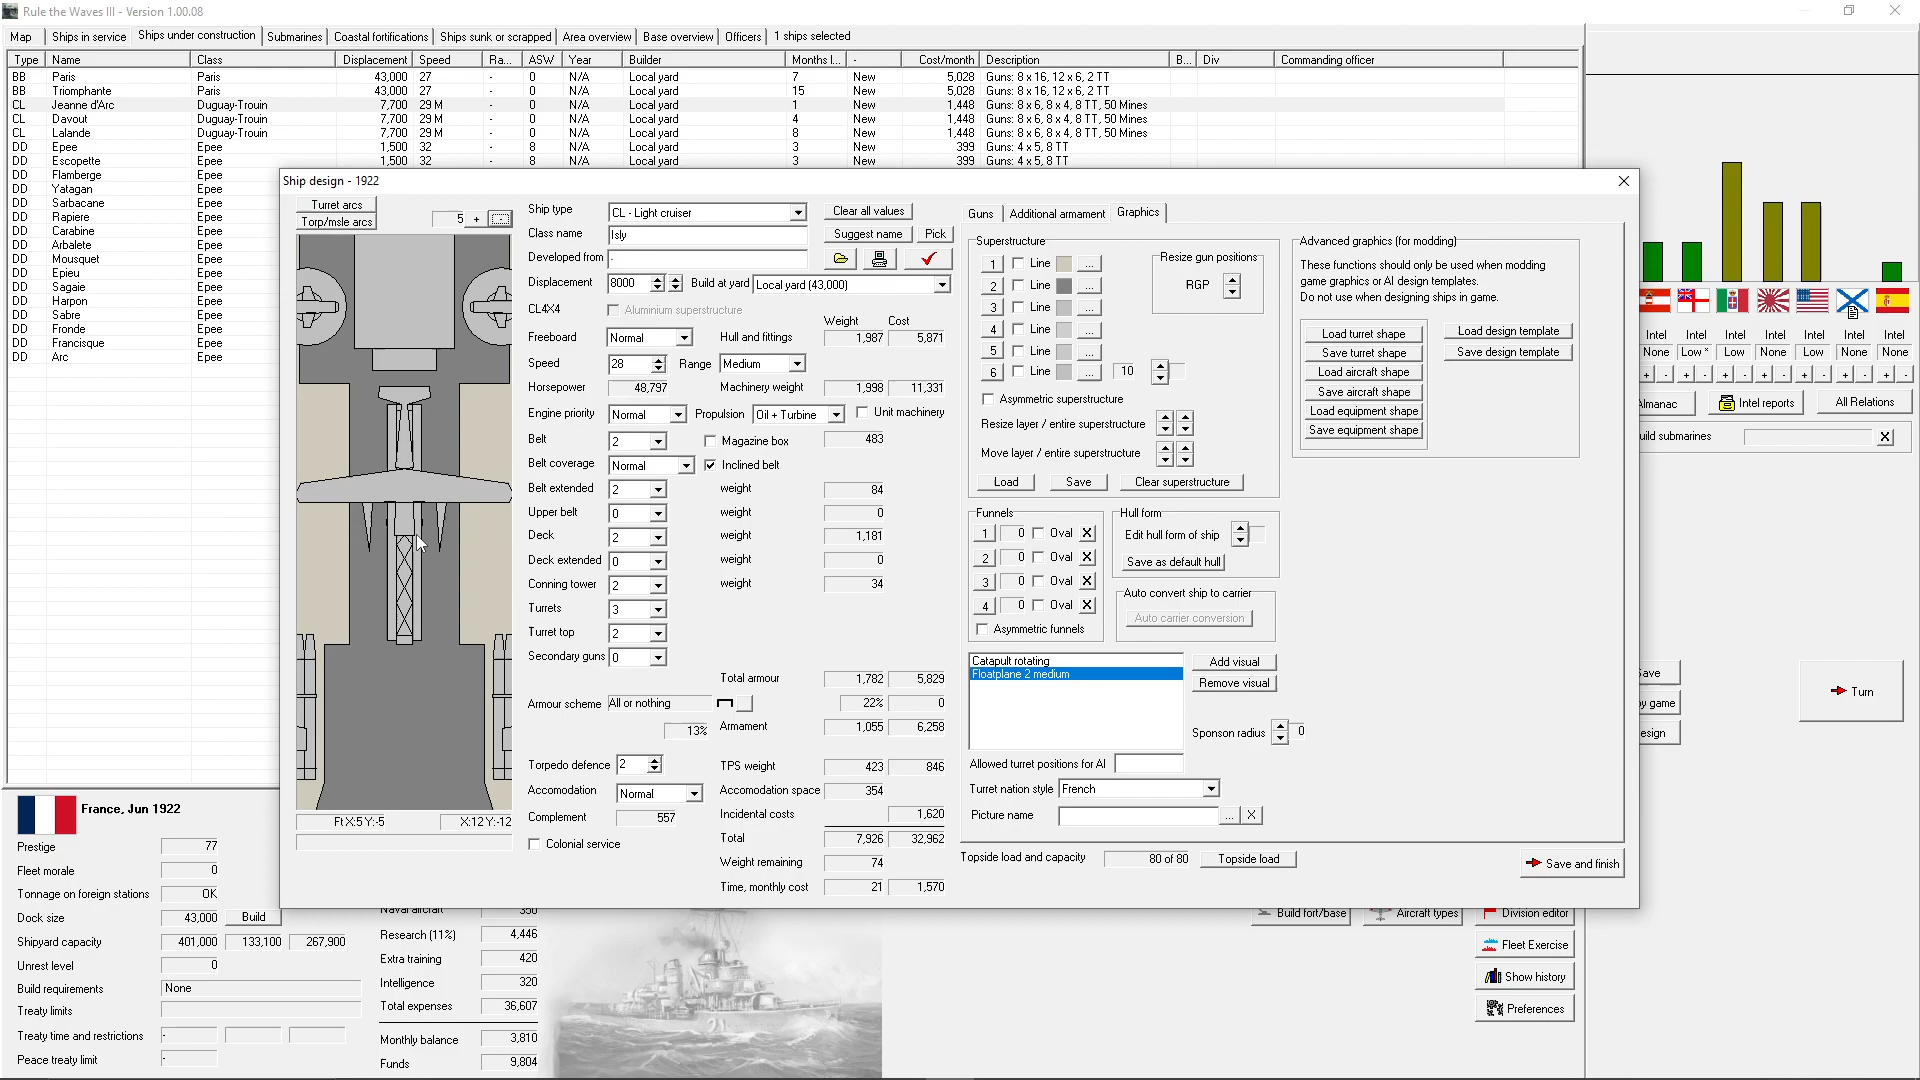 Rule the Waves III - Version 1.00.08
Map Ships in service Ships under construction Submarines Coastal fortifications Ships sunk or scrapped Area overview Base overview Officers 1 ships selected
Type Name Class Displacement Speed Ra... ASW Year Builder Months l... - Cost/month Description B... Div Commanding officer
BB Paris Paris 43,000 27 - 0 N/A Local yard 7 New 5,028 Guns: 8 x 16, 12 x 6, 2 TT
BB Triomphante Paris 43,000 27 - 0 N/A Local yard 15 New 5,028 Guns: 8 x 16, 12 x 6, 2 TT
CL Jeanne d'Arc Duguay-Trouin 7,700 29 M - 0 N/A Local yard 1 New 1,448 Guns: 8 x 6, 8 x 4, 8 TT, 50 Mines
CL Davout Duguay-Trouin 7,700 29 M - 0 N/A Local yard 4 New 1,448 Guns: 8 x 6, 8 x 4, 8 TT, 50 Mines
CL Lalande Duguay-Trouin 7,700 29 M - 0 N/A Local yard 8 New 1,448 Guns: 8 x 6, 8 x 4, 8 TT, 50 Mines
DD Epee Epee 1,500 32 - 8 N/A Local yard 3 New 399 Guns: 4 x 5, 8 TT
DD Escopette Epee 1,500 32 - 8 N/A Local yard 3 New 399 Guns: 4 x 5, 8 TT
DD Flamberge Epee
DD Yatagan Epee
DD Sarbacane Epee
DD Rapiere Epee
DD Carabine Epee
DD Arbalete Epee
DD Mousquet Epee
DD Epieu Epee
DD Sagaie Epee
DD Harpon Epee
DD Sabre Epee
DD Fronde Epee
DD Francisque Epee
DD Arc Epee
Ship design - 1922
Turret arcs
Torp/msle arcs
5 + -
Ft X:5 Y:-5 X:12 Y:-12
Ship type CL - Light cruiser Clear all values
Class name Isly Suggest name Pick
Developed from -
Displacement 8000 Build at yard Local yard (43,000)
CL4X4 Aluminium superstructure
Weight Cost
Freeboard Normal Hull and fittings 1,987 5,871
Speed 28 Range Medium
Horsepower 48,797 Machinery weight 1,998 11,331
Engine priority Normal Propulsion Oil + Turbine Unit machinery
Belt 2 Magazine box 483
Belt coverage Normal Inclined belt
Belt extended 2 weight 84
Upper belt 0 weight 0
Deck 2 weight 1,181
Deck extended 0 weight 0
Conning tower 2 weight 34
Turrets 3
Turret top 2
Secondary guns 0
Total armour 1,782 5,829
Armour scheme All or nothing 22% 0
13% Armament 1,055 6,258
Torpedo defence 2 TPS weight 423 846
Accomodation Normal Accomodation space 354
Complement 557 Incidental costs 1,620
Colonial service Total 7,926 32,962
Weight remaining 74
Time, monthly cost 21 1,570
Guns Additional armament Graphics
Superstructure
1 Line ...
2 Line ...
3 Line ...
4 Line ...
5 Line ...
6 Line ... 10
Resize gun positions
RGP
Asymmetric superstructure
Resize layer / entire superstructure
Move layer / entire superstructure
Load Save Clear superstructure
Funnels
1 0 Oval X
2 0 Oval X
3 0 Oval X
4 0 Oval X
Asymmetric funnels
Hull form
Edit hull form of ship
Save as default hull
Auto convert ship to carrier
Auto carrier conversion
Catapult rotating
Floatplane 2 medium
Add visual
Remove visual
Sponson radius 0
Allowed turret positions for AI
Turret nation style French
Picture name ... X
Topside load and capacity 80 of 80 Topside load
Advanced graphics (for modding)
These functions should only be used when modding
game graphics or AI design templates.
Do not use when designing ships in game.
Load turret shape
Save turret shape
Load aircraft shape
Save aircraft shape
Load equipment shape
Save equipment shape
Load design template
Save design template
Save and finish
Intel Intel Intel Intel Intel Intel Intel
None Low * Low None Low None None
+ - + - + - + - + - + - + -
Almanac Intel reports All Relations
uild submarines X
ave
y game
esign
Turn
France, Jun 1922
Prestige 77
Fleet morale 0
Tonnage on foreign stations OK
Dock size 43,000 Build
Shipyard capacity 401,000 133,100 267,900
Unrest level 0
Build requirements None
Treaty limits
Treaty time and restrictions -
Peace treaty limit -
Naval aircraft 350
Research (11%) 4,446
Extra training 420
Intelligence 320
Total expenses 36,607
Monthly balance 3,810
Funds 9,804
Build fort/base Aircraft types Division editor
Fleet Exercise
Show history
Preferences